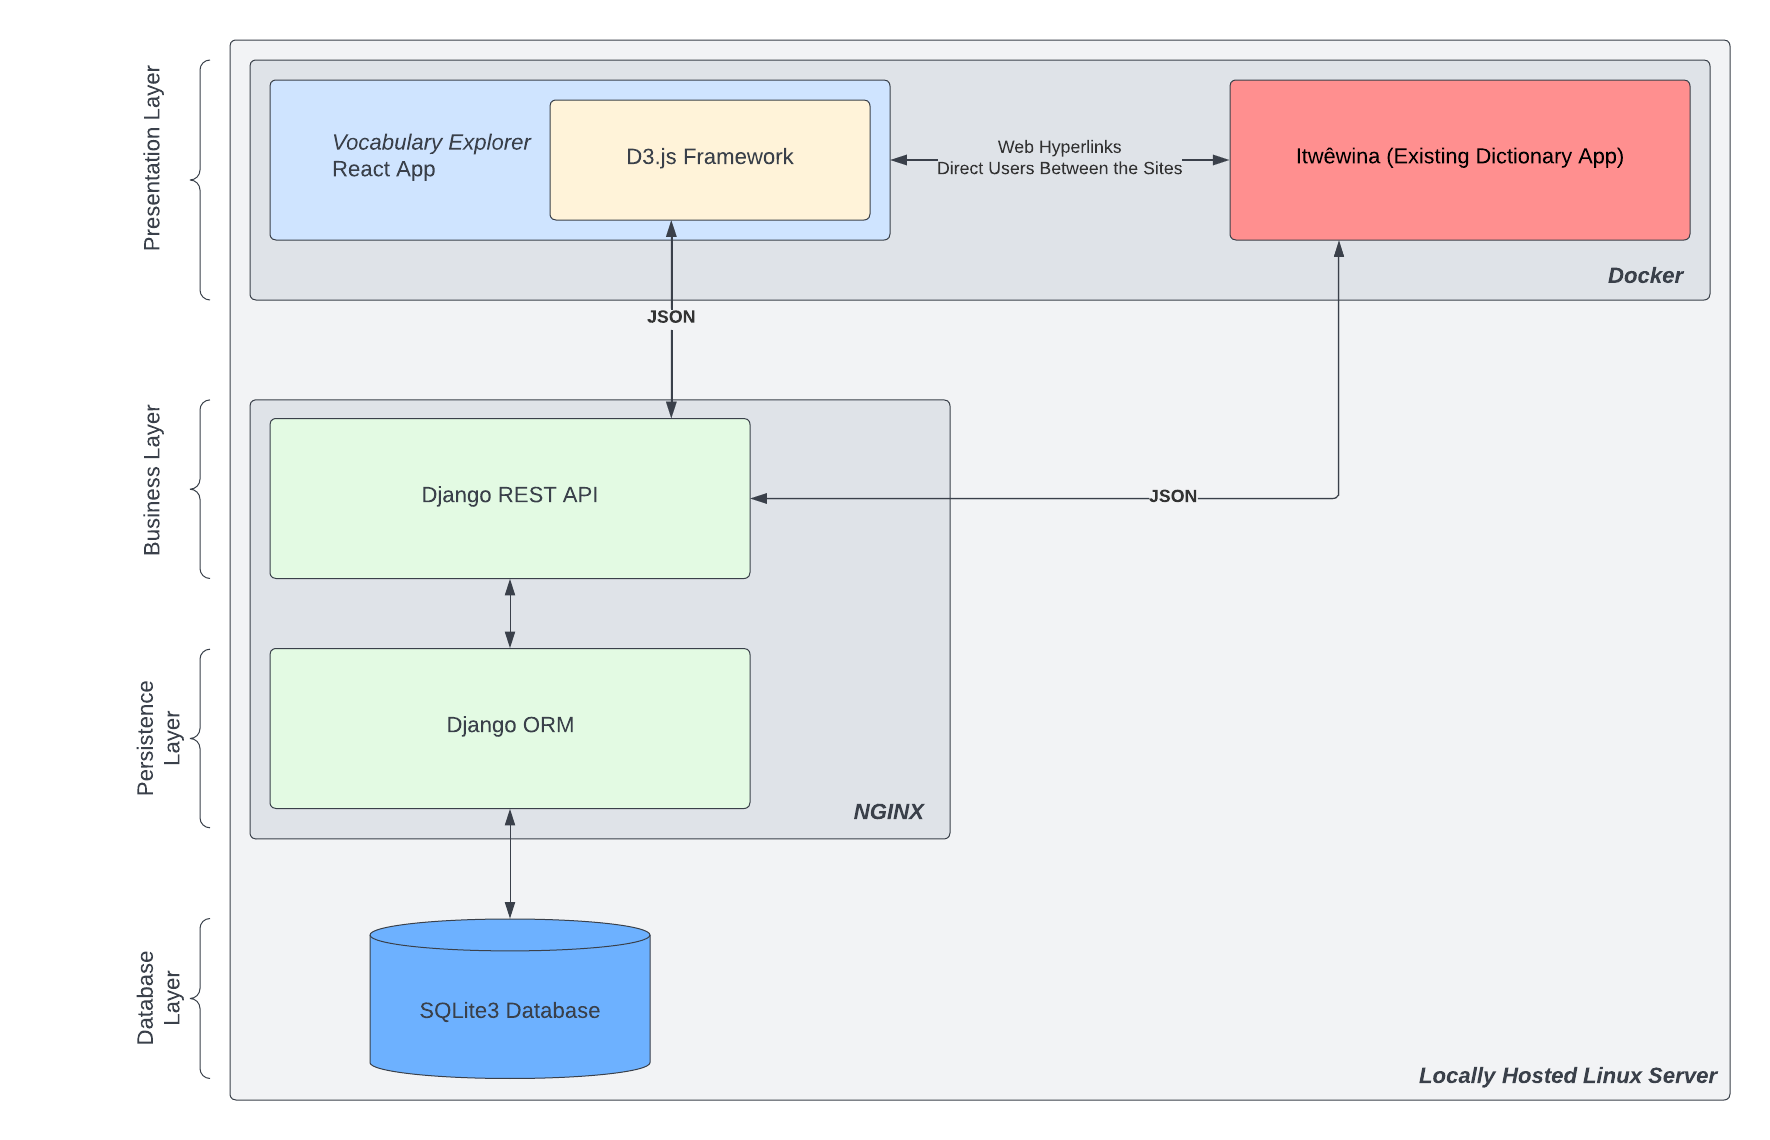 Presentation Layer
Vocabulary Explorer
React App
D3.js Framework
Web Hyperlinks
Direct Users Between the Sites
Itwêwina (Existing Dictionary App)
Docker
JSON
Business Layer
Django REST API
JSON
Persistence
Layer
Django ORM
NGINX
Database
Layer
SQLite3 Database
Locally Hosted Linux Server